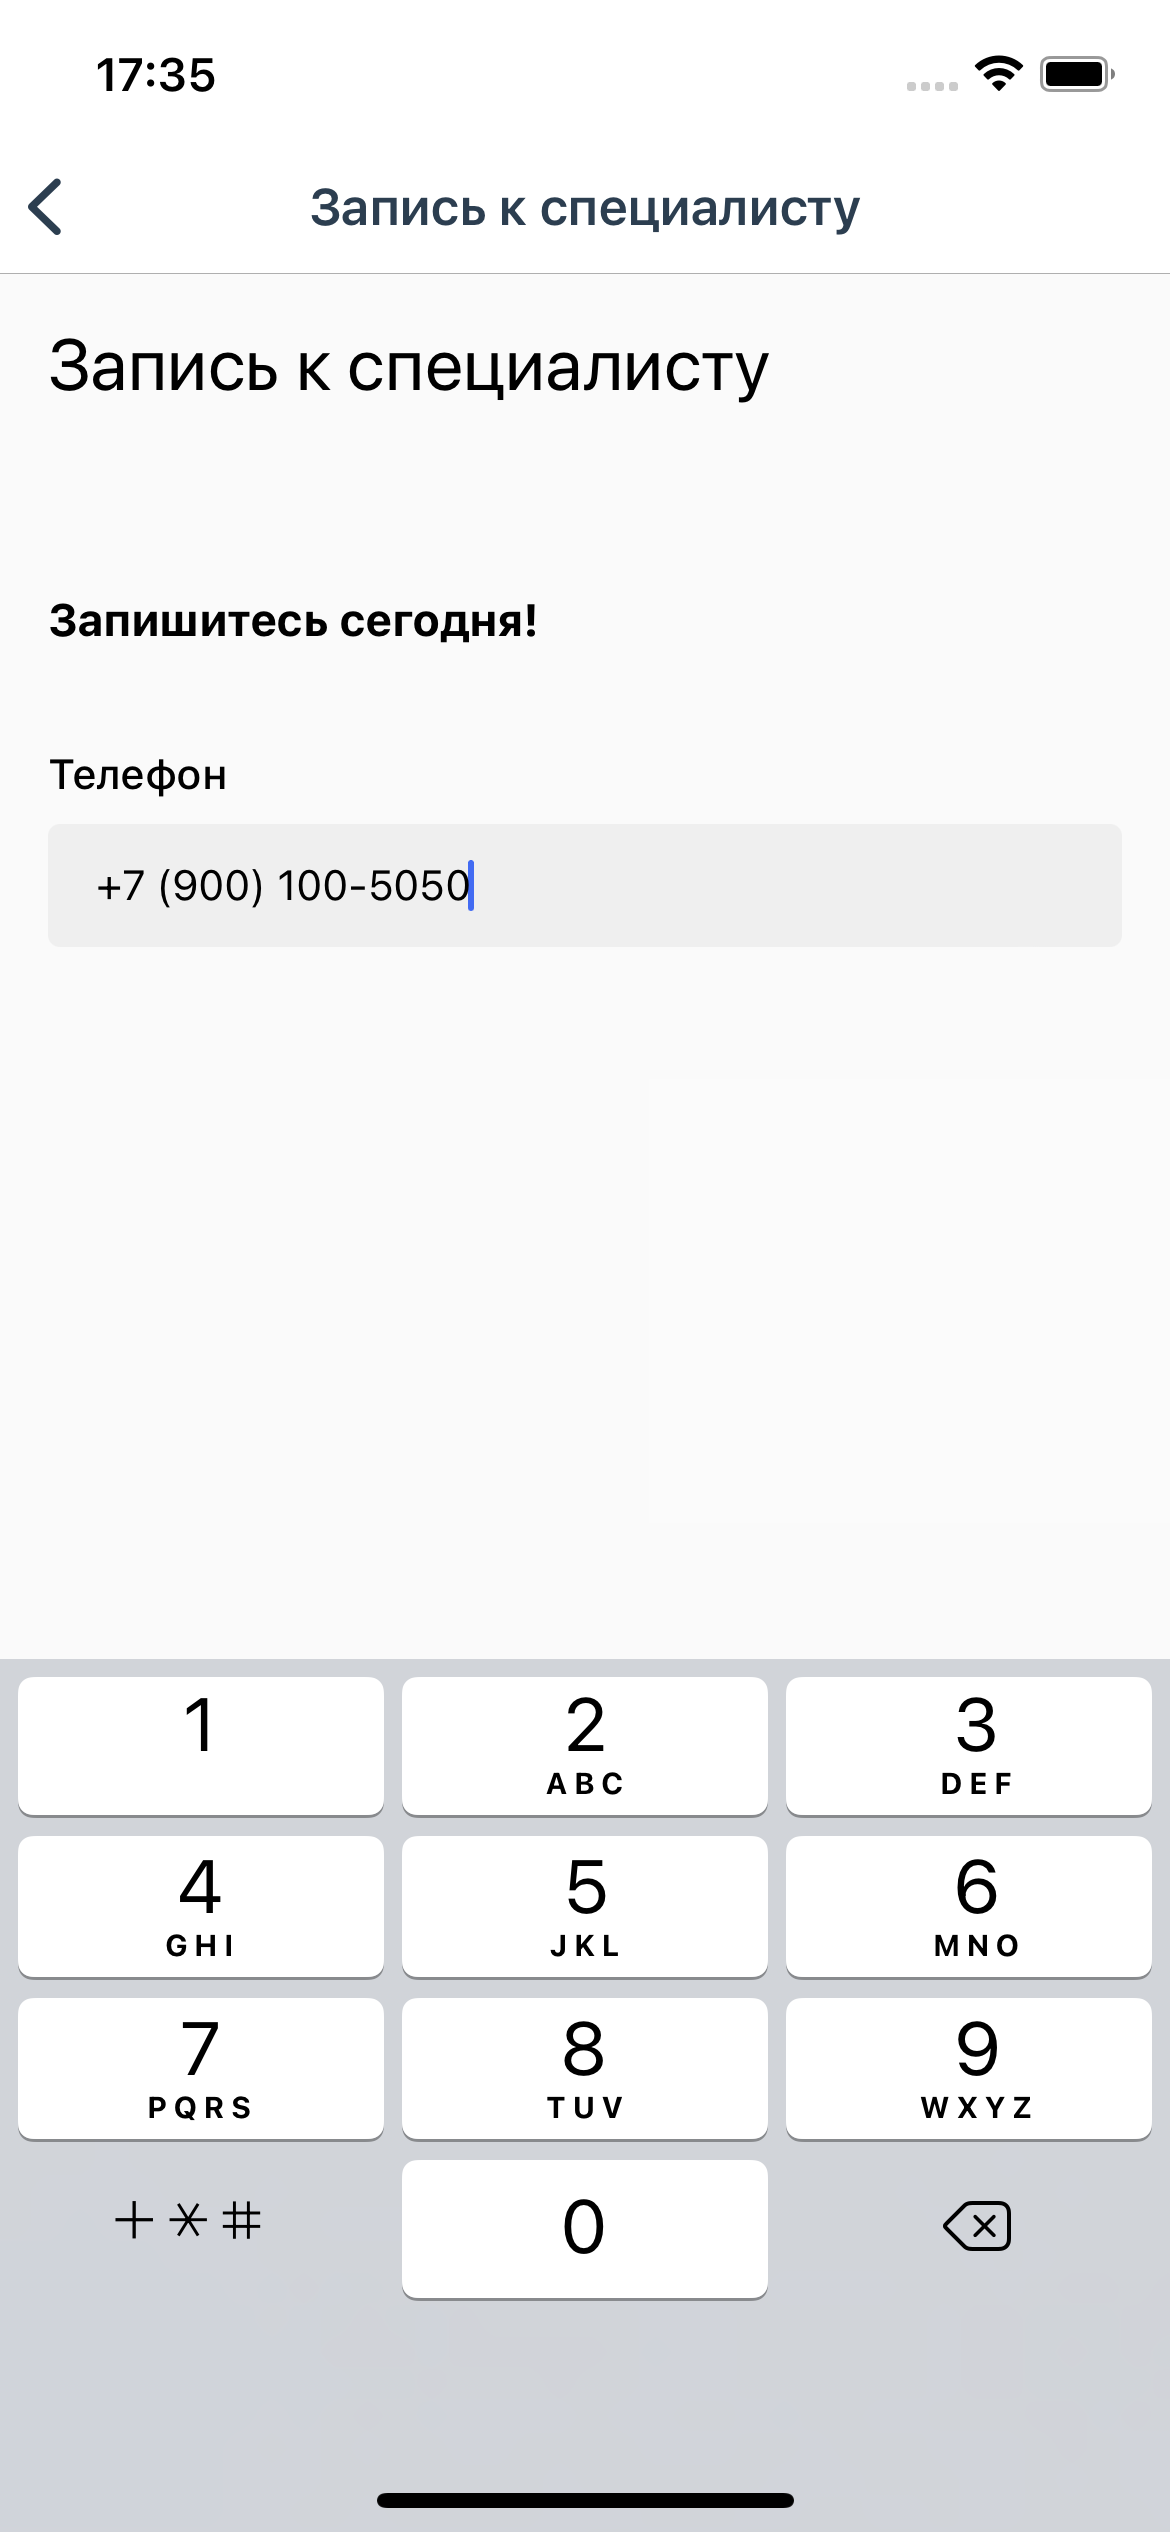 17:35
Запись к специалисту
Запись к специалисту
Запишитесь сегодня!
Телефон
+7 (900) 100-5050
1 2 3
ABC DEF
4 5 6
GHI JKL MNO
7 8 9
PQRS TUV WXYZ
+*# 0